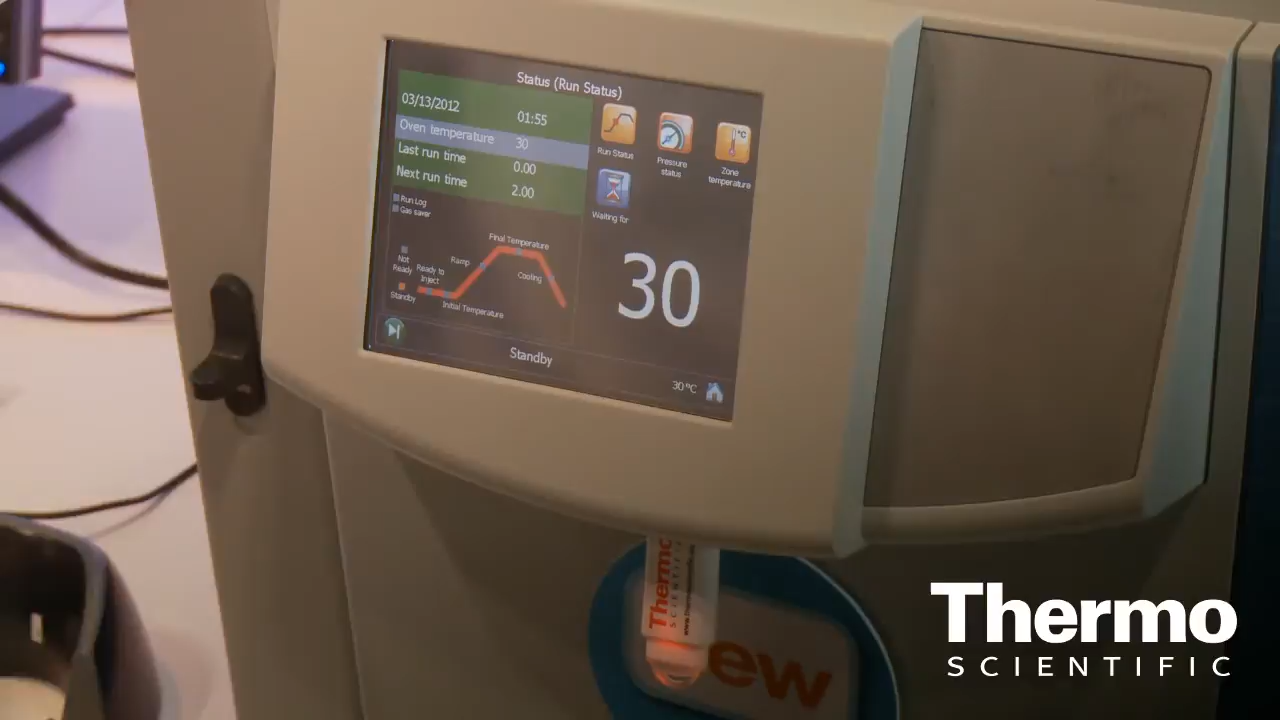 Status (Run Status)
03/13/2012 01:55
Oven temperature 30
Last run time 0.00
Next run time 2.00
Run Log
Gas saver
Run Status
Pressure status
Zone temperature
Waiting for
30
Final Temperature
Ramp
Cooling
Not Ready
Ready to Inject
Standby
Initial Temperature
Standby
30 °C
Thermo
SCIENTIFIC
ew
Thermo
SCIENTIFIC